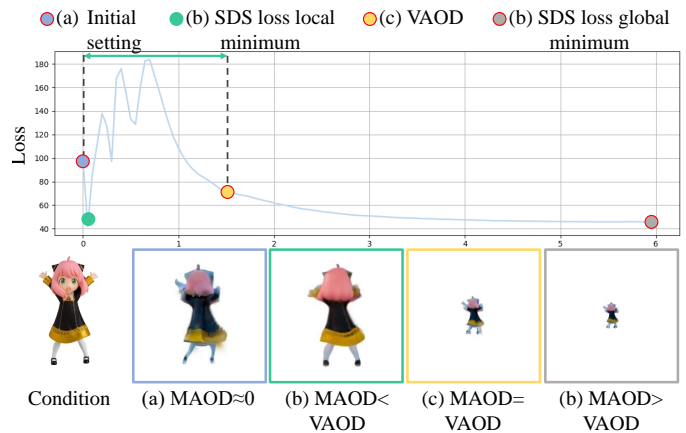 (a) Initial setting
(b) SDS loss local minimum
(c) VAOD
(b) SDS loss global minimum
Loss
180
160
140
120
100
80
60
40
0
1
2
3
4
5
6
Condition
(a) MAOD≈0
(b) MAOD<
VAOD
(c) MAOD=
VAOD
(b) MAOD>
VAOD